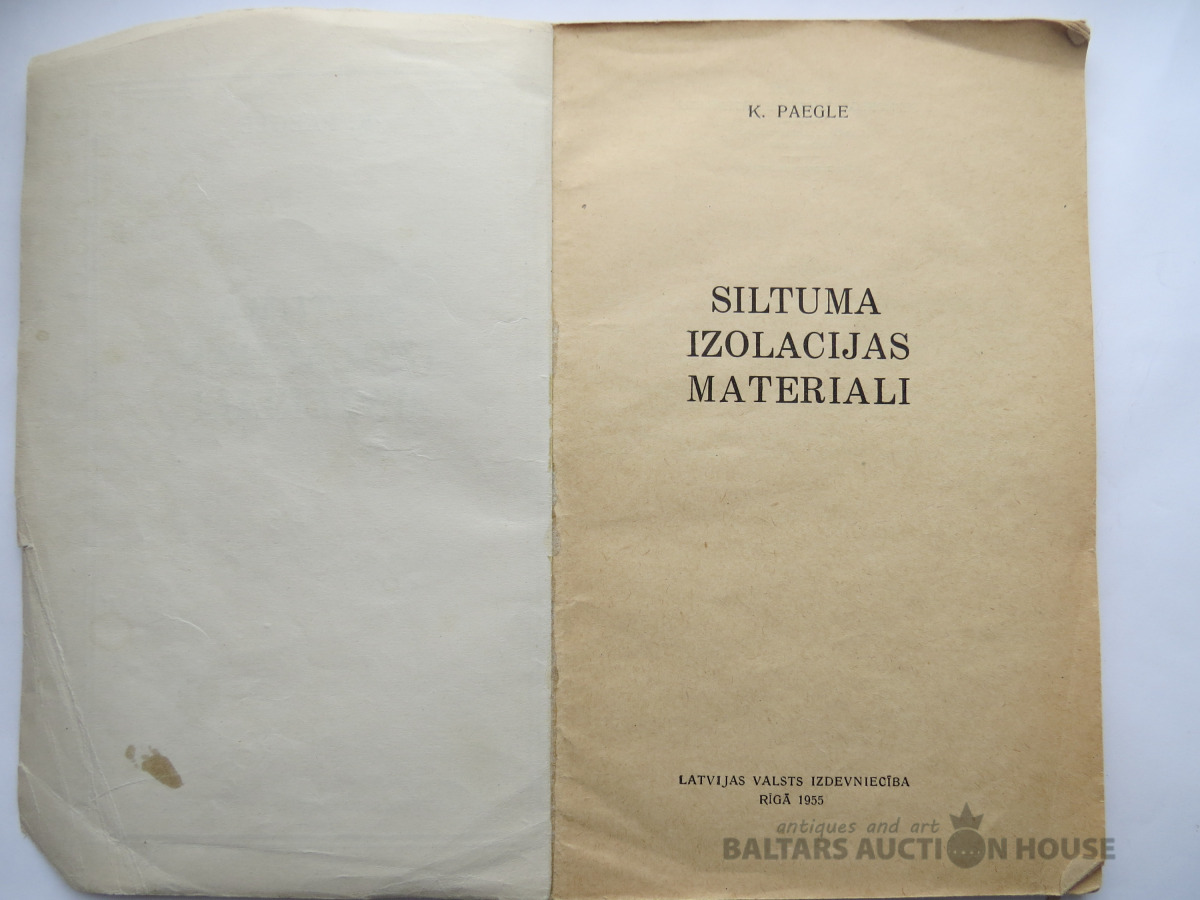 K. PAEGLE
SILTUMA
IZOLACIJAS
MATERIALI
LATVIJAS VALSTS IZDEVNIECĪBA
RĪGĀ 1955
antiques and art
BALTARS AUCTION HOUSE